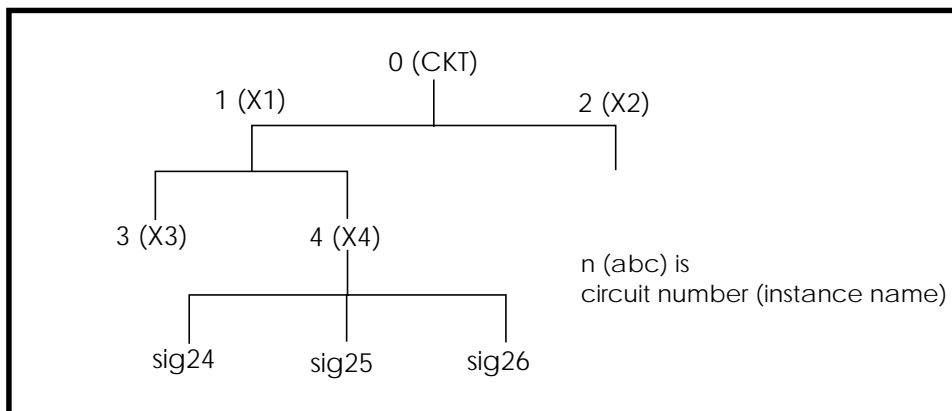 0 (CKT)
1 (X1)
2 (X2)
3 (X3)
4 (X4)
n (abc) is
circuit number (instance name)
sig24
sig25
sig26